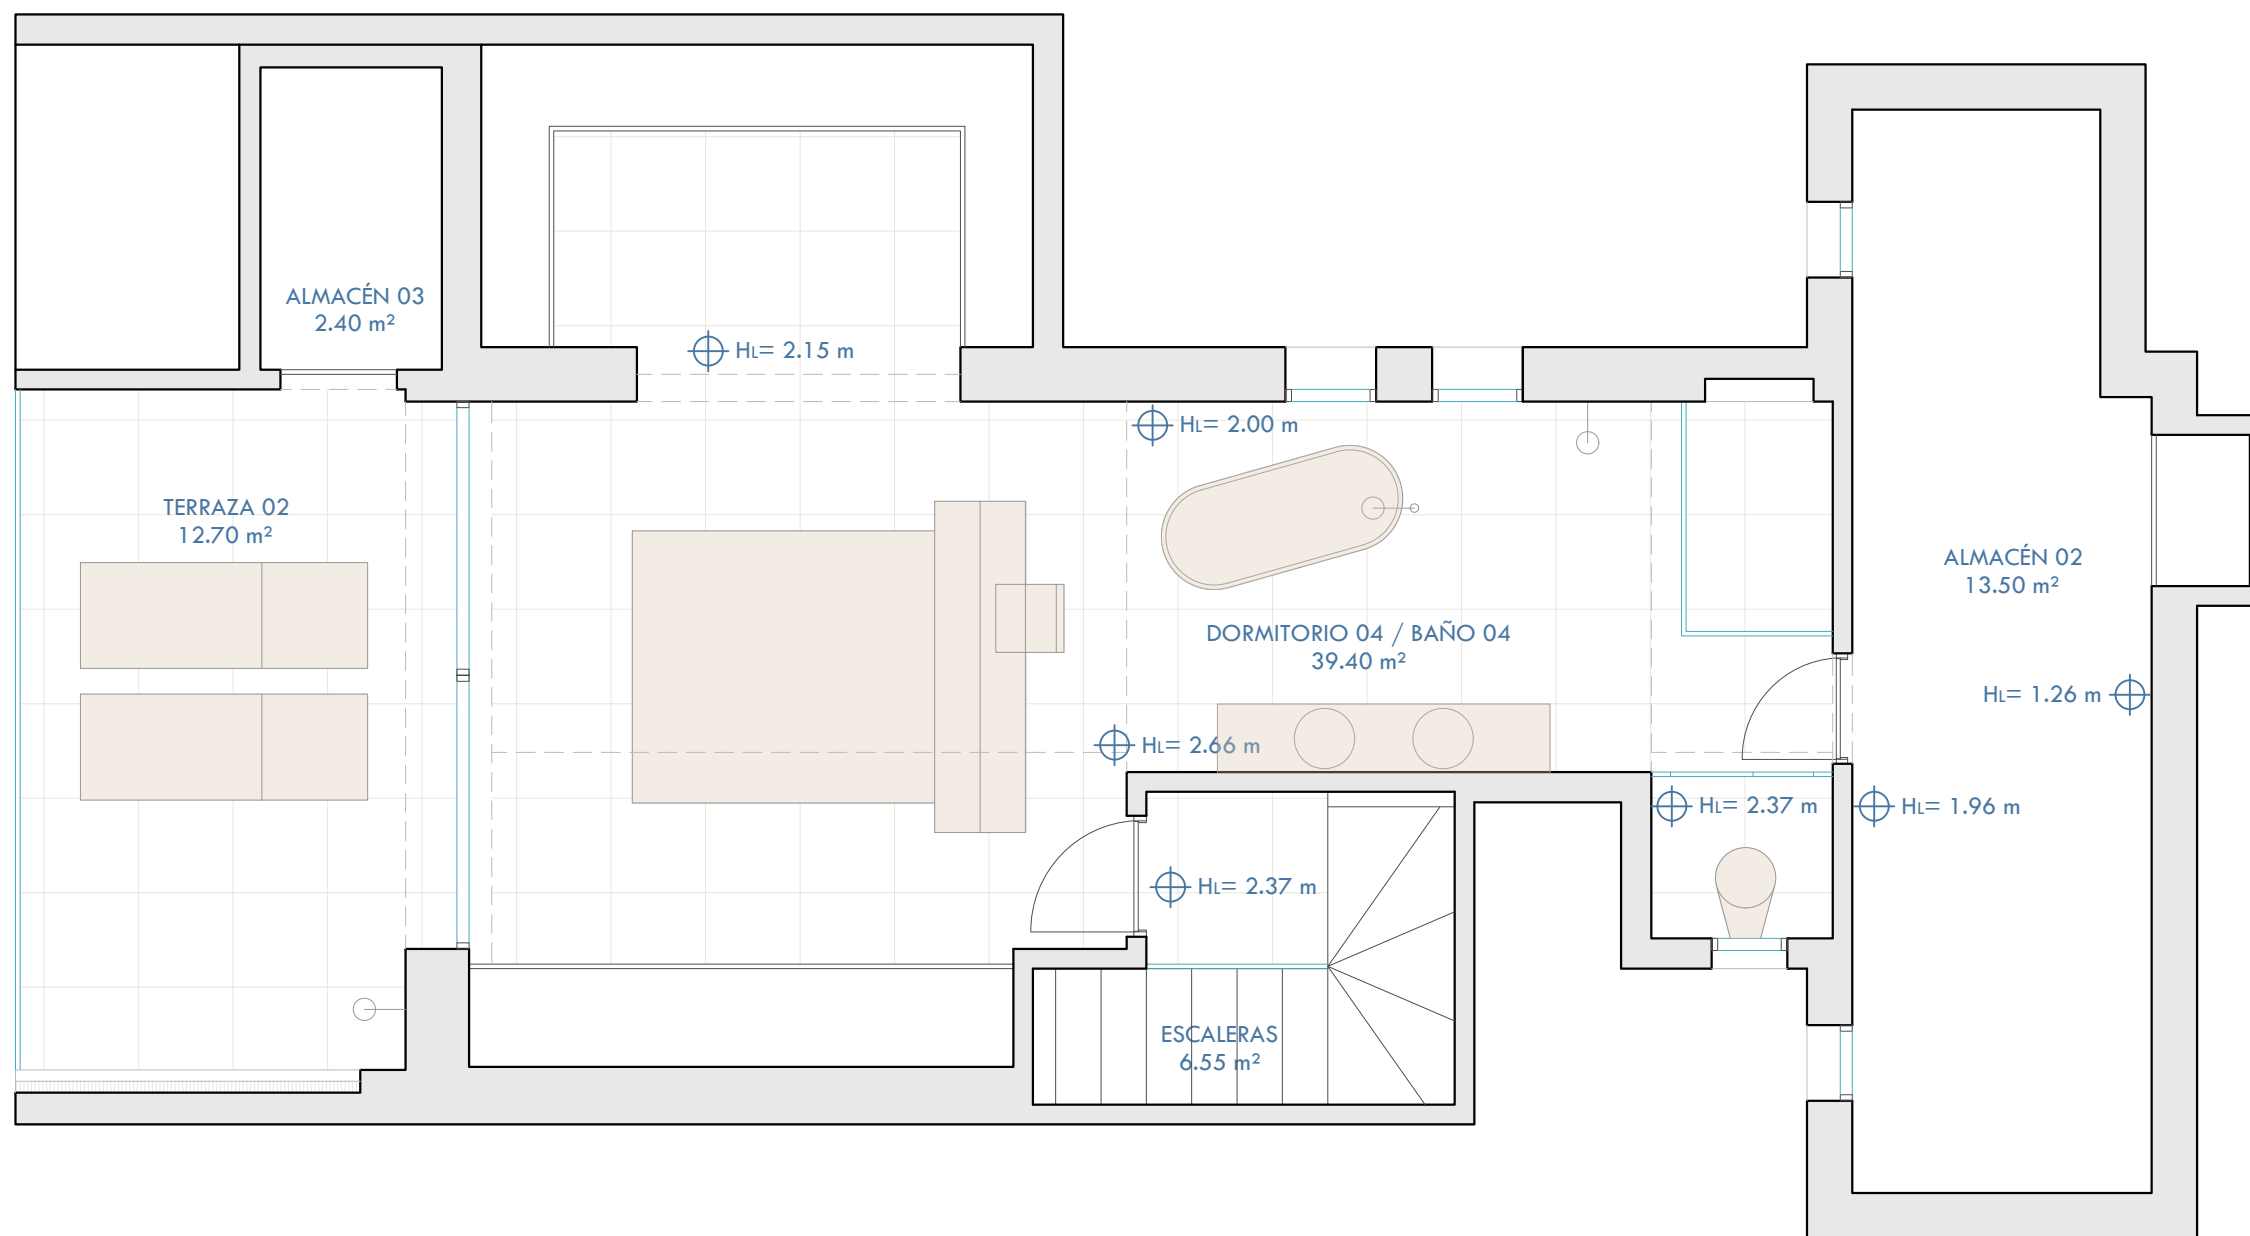 ALMACÉN 03
2.40 m²
HL= 2.15 m
HL= 2.00 m
TERRAZA 02
12.70 m²
ALMACÉN 02
13.50 m²
DORMITORIO 04 / BAÑO 04
39.40 m²
HL= 1.26 m
HL= 2.66 m
HL= 2.37 m
HL= 1.96 m
HL= 2.37 m
ESCALERAS
6.55 m²